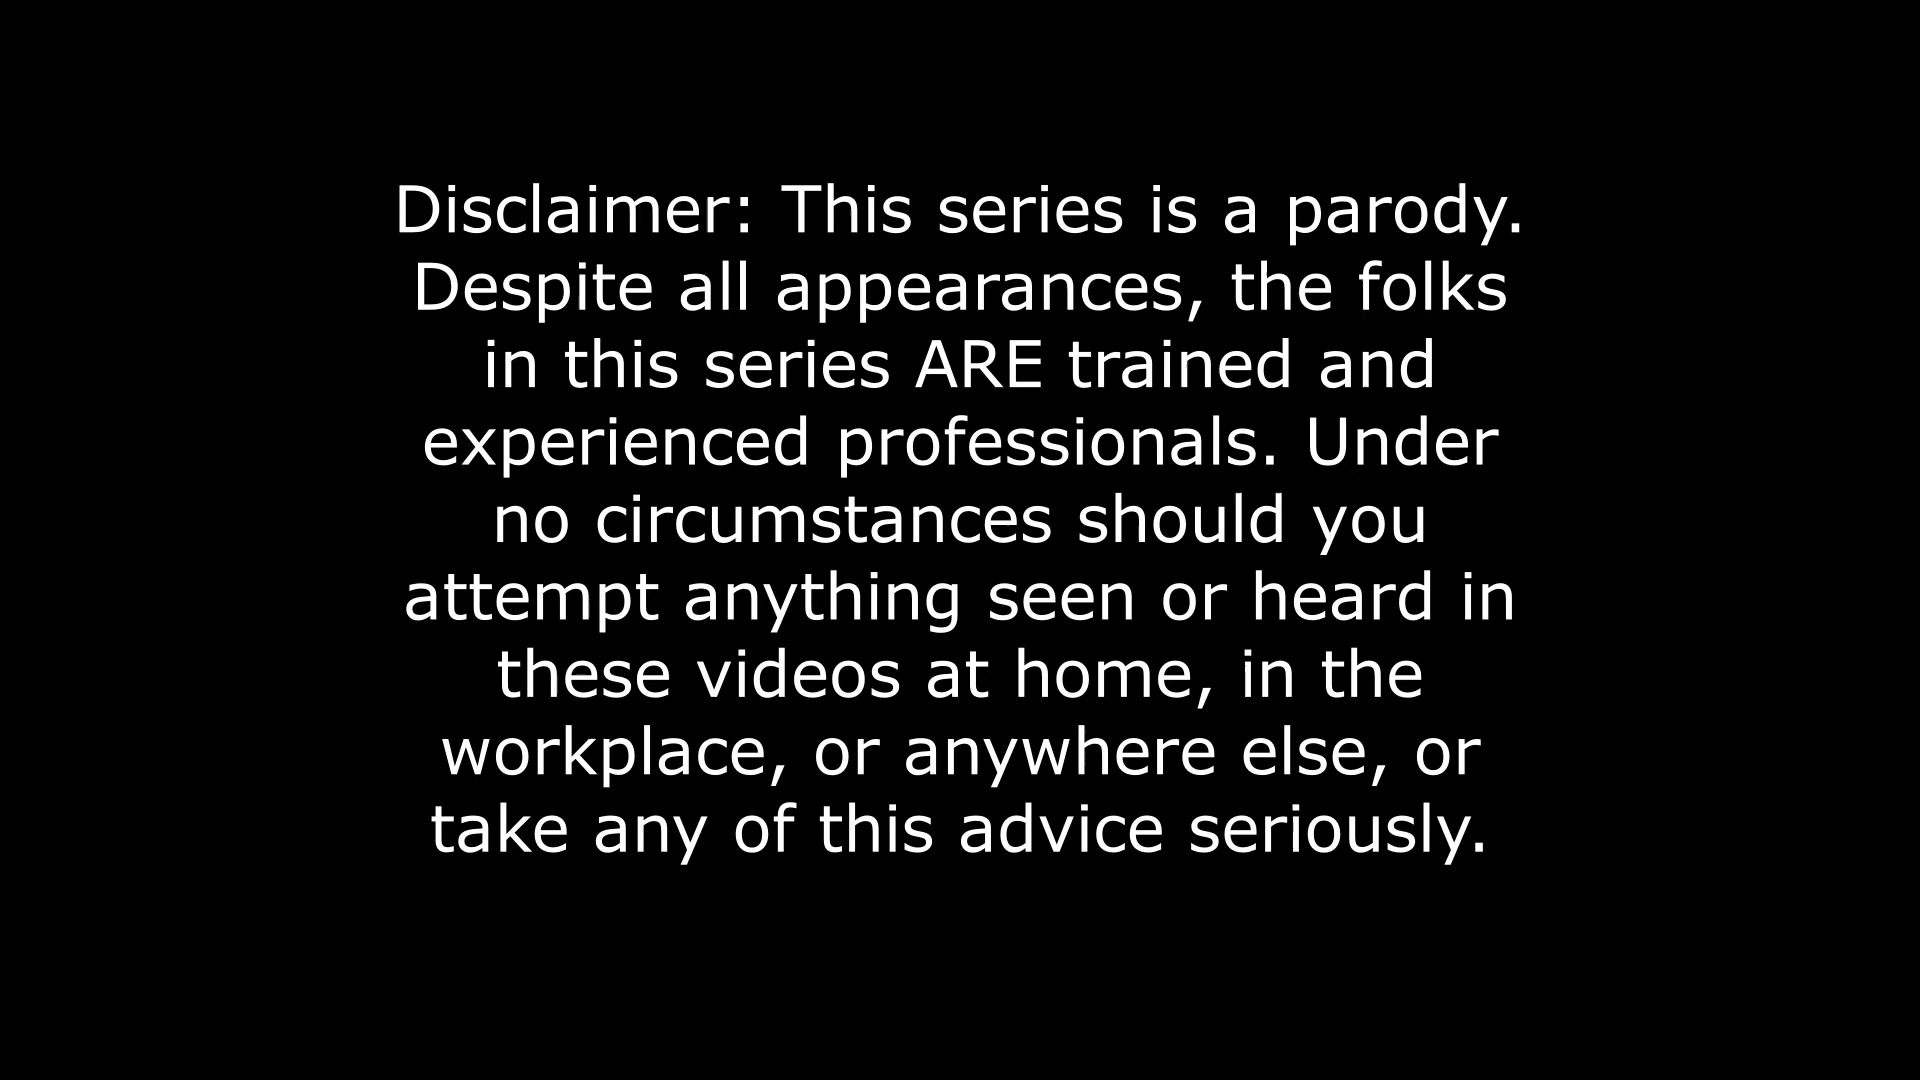 Disclaimer: This series is a parody.
Despite all appearances, the folks
in this series ARE trained and
experienced professionals. Under
no circumstances should you
attempt anything seen or heard in
these videos at home, in the
workplace, or anywhere else, or
take any of this advice seriously.